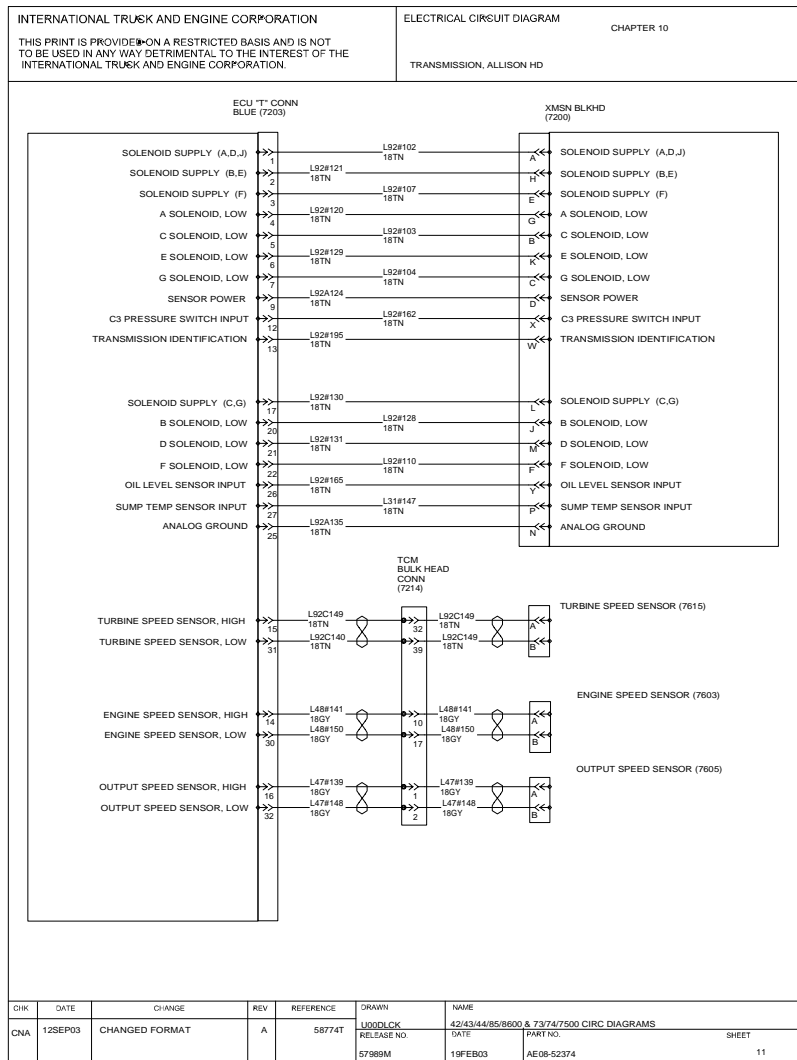 INTERNATIONAL TRUCK AND ENGINE CORPORATION
THIS PRINT IS PROVIDED ON A RESTRICTED BASIS AND IS NOT
TO BE USED IN ANY WAY DETRIMENTAL TO THE INTEREST OF THE
INTERNATIONAL TRUCK AND ENGINE CORPORATION.
ELECTRICAL CIRCUIT DIAGRAM
CHAPTER 10
TRANSMISSION, ALLISON HD
ECU "T" CONN
BLUE (7203)
XMSN BLKHD
(7200)
SOLENOID SUPPLY (A,D,J) 1 L92#102 18TN A SOLENOID SUPPLY (A,D,J)
SOLENOID SUPPLY (B,E) 2 L92#121 18TN H SOLENOID SUPPLY (B,E)
SOLENOID SUPPLY (F) 3 L92#107 18TN E SOLENOID SUPPLY (F)
A SOLENOID, LOW 4 L92#120 18TN G A SOLENOID, LOW
C SOLENOID, LOW 5 L92#103 18TN B C SOLENOID, LOW
E SOLENOID, LOW 6 L92#129 18TN K E SOLENOID, LOW
G SOLENOID, LOW 7 L92#104 18TN C G SOLENOID, LOW
SENSOR POWER 9 L92A124 18TN D SENSOR POWER
C3 PRESSURE SWITCH INPUT 12 L92#162 18TN X C3 PRESSURE SWITCH INPUT
TRANSMISSION IDENTIFICATION 13 L92#195 18TN W TRANSMISSION IDENTIFICATION
SOLENOID SUPPLY (C,G) 17 L92#130 18TN L SOLENOID SUPPLY (C,G)
B SOLENOID, LOW 20 L92#128 18TN J B SOLENOID, LOW
D SOLENOID, LOW 21 L92#131 18TN M D SOLENOID, LOW
F SOLENOID, LOW 22 L92#110 18TN F F SOLENOID, LOW
OIL LEVEL SENSOR INPUT 26 L92#165 18TN Y OIL LEVEL SENSOR INPUT
SUMP TEMP SENSOR INPUT 27 L31#147 18TN P SUMP TEMP SENSOR INPUT
ANALOG GROUND 25 L92A135 18TN N ANALOG GROUND
TCM
BULK HEAD
CONN
(7214)
TURBINE SPEED SENSOR (7615)
TURBINE SPEED SENSOR, HIGH 15 L92C149 18TN 32 L92C149 18TN A
TURBINE SPEED SENSOR, LOW 31 L92C140 18TN 39 L92C149 18TN B
ENGINE SPEED SENSOR (7603)
ENGINE SPEED SENSOR, HIGH 14 L48#141 18GY 10 L48#141 18GY A
ENGINE SPEED SENSOR, LOW 30 L48#150 18GY 17 L48#150 18GY B
OUTPUT SPEED SENSOR (7605)
OUTPUT SPEED SENSOR, HIGH 16 L47#139 18GY 1 L47#139 18GY A
OUTPUT SPEED SENSOR, LOW 32 L47#148 18GY 2 L47#148 18GY B
CHK DATE CHANGE REV REFERENCE DRAWN NAME
CNA 12SEP03 CHANGED FORMAT A 58774T U00DLCK 42/43/44/85/8600 & 73/74/7500 CIRC DIAGRAMS
RELEASE NO. DATE PART NO. SHEET
57989M 19FEB03 AE08-52374 11